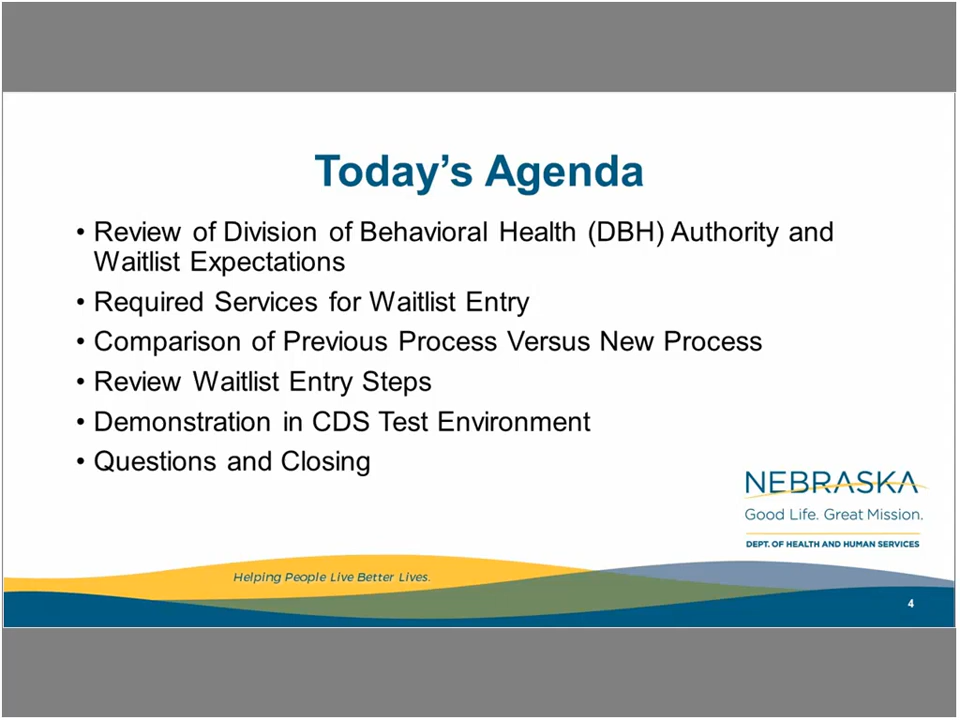 Today’s Agenda
• Review of Division of Behavioral Health (DBH) Authority and
Waitlist Expectations
• Required Services for Waitlist Entry
• Comparison of Previous Process Versus New Process
• Review Waitlist Entry Steps
• Demonstration in CDS Test Environment
• Questions and Closing
NEBRASKA
Good Life. Great Mission.
DEPT. OF HEALTH AND HUMAN SERVICES
Helping People Live Better Lives.
4